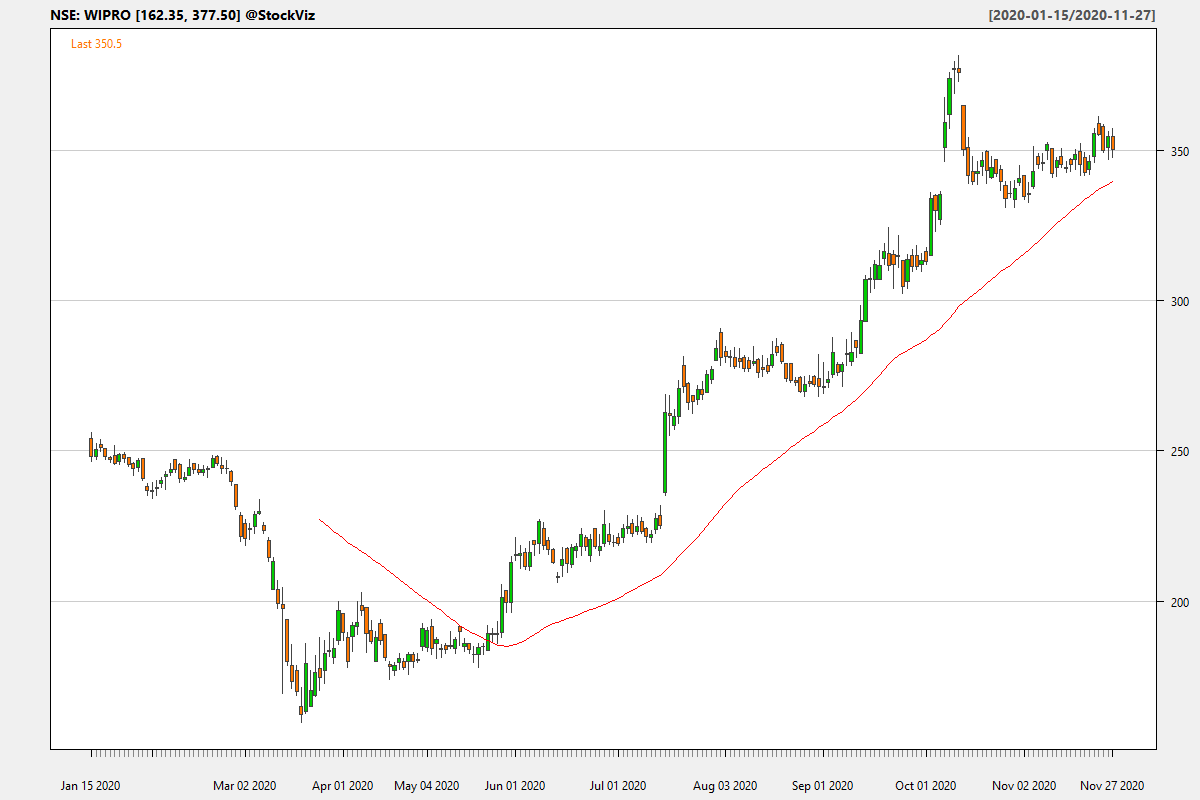 NSE: WIPRO [162.35, 377.50] @StockViz [2020-01-15/2020-11-27]
Last 350.5
350
300
250
200
Jan 15 2020 Mar 02 2020 Apr 01 2020 May 04 2020 Jun 01 2020 Jul 01 2020 Aug 03 2020 Sep 01 2020 Oct 01 2020 Nov 02 2020 Nov 27 2020